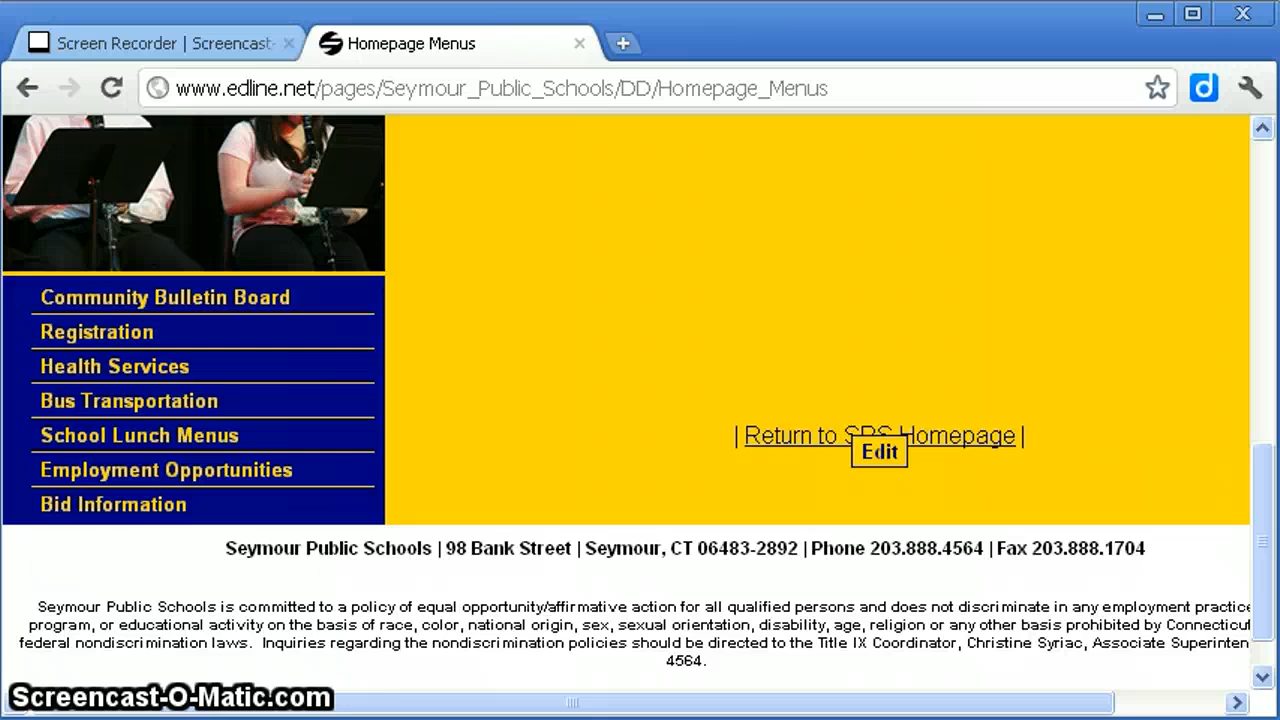 Screen Recorder | Screencast-
Homepage Menus
www.edline.net/pages/Seymour_Public_Schools/DD/Homepage_Menus
Community Bulletin Board
Registration
Health Services
Bus Transportation
School Lunch Menus
Employment Opportunities
Bid Information
| Return to SPS Homepage |
Edit
Seymour Public Schools | 98 Bank Street | Seymour, CT 06483-2892 | Phone 203.888.4564 | Fax 203.888.1704
Seymour Public Schools is committed to a policy of equal opportunity/affirmative action for all qualified persons and does not discriminate in any employment practice
program, or educational activity on the basis of race, color, national origin, sex, sexual orientation, disability, age, religion or any other basis prohibited by Connecticut
federal nondiscrimination laws. Inquiries regarding the nondiscrimination policies should be directed to the Title IX Coordinator, Christine Syriac, Associate Superinten
4564.
Screencast-O-Matic.com